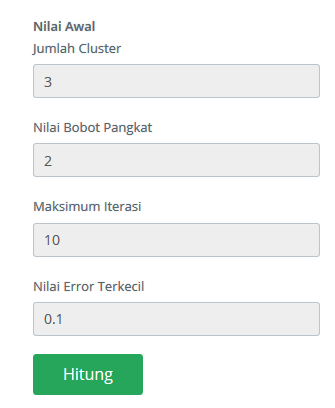 Nilai Awal
Jumlah Cluster
3
Nilai Bobot Pangkat
2
Maksimum Iterasi
10
Nilai Error Terkecil
0.1
Hitung